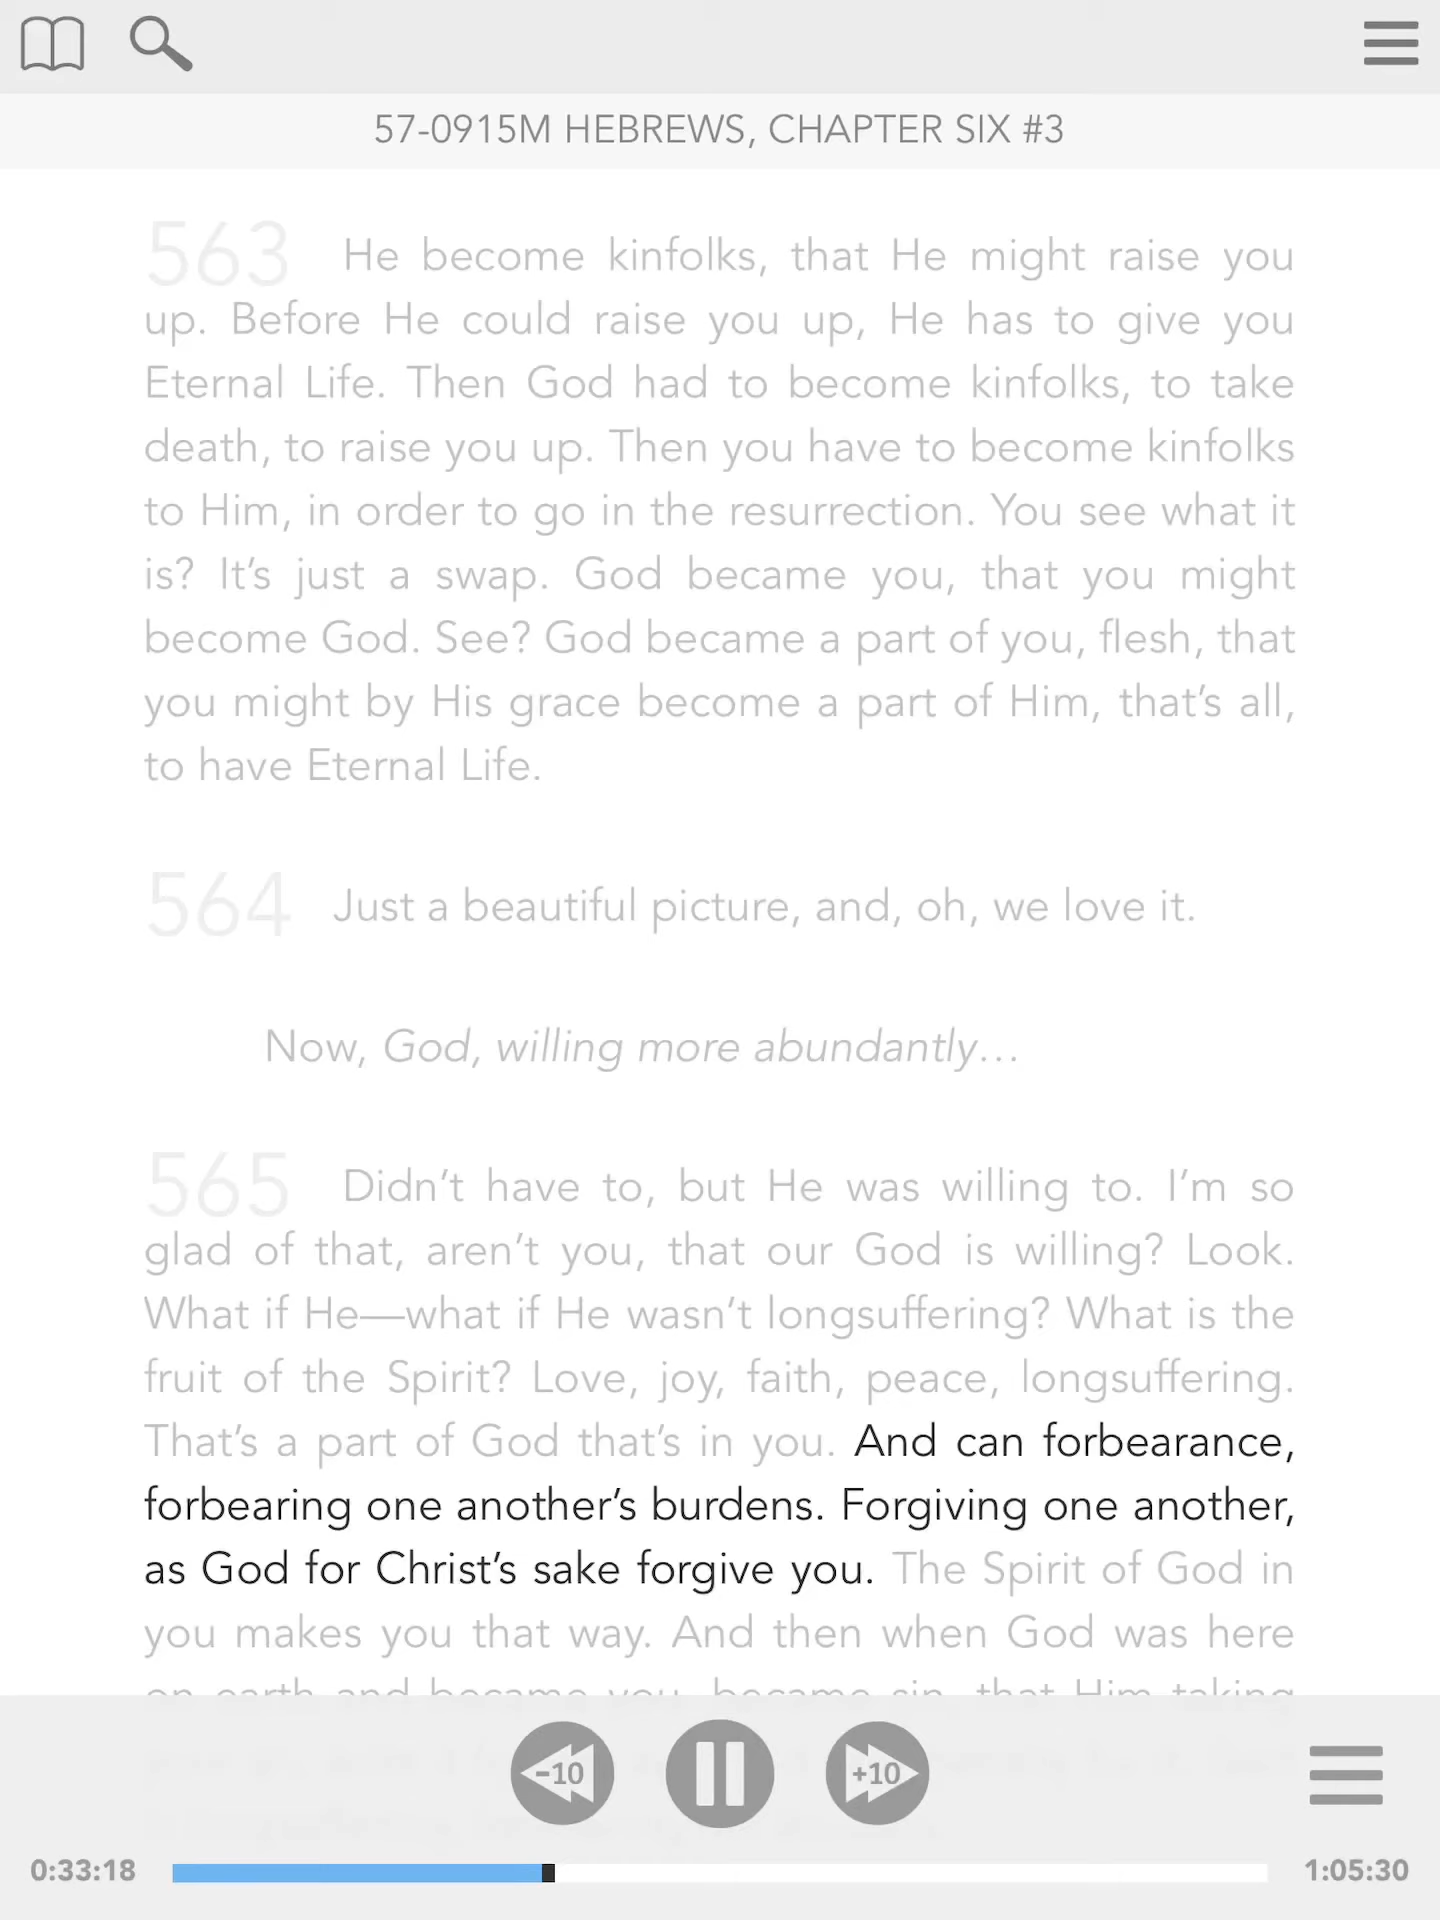 57-0915M HEBREWS, CHAPTER SIX #3
563 He become kinfolks, that He might raise you
up. Before He could raise you up, He has to give you
Eternal Life. Then God had to become kinfolks, to take
death, to raise you up. Then you have to become kinfolks
to Him, in order to go in the resurrection. You see what it
is? It’s just a swap. God became you, that you might
become God. See? God became a part of you, flesh, that
you might by His grace become a part of Him, that’s all,
to have Eternal Life.
564 Just a beautiful picture, and, oh, we love it.
Now, God, willing more abundantly…
565 Didn’t have to, but He was willing to. I’m so
glad of that, aren’t you, that our God is willing? Look.
What if He—what if He wasn’t longsuffering? What is the
fruit of the Spirit? Love, joy, faith, peace, longsuffering.
That’s a part of God that’s in you. And can forbearance,
forbearing one another’s burdens. Forgiving one another,
as God for Christ’s sake forgive you. The Spirit of God in
you makes you that way. And then when God was here
on earth and became you, became sin, that Him taking
-10 +10
0:33:18 1:05:30